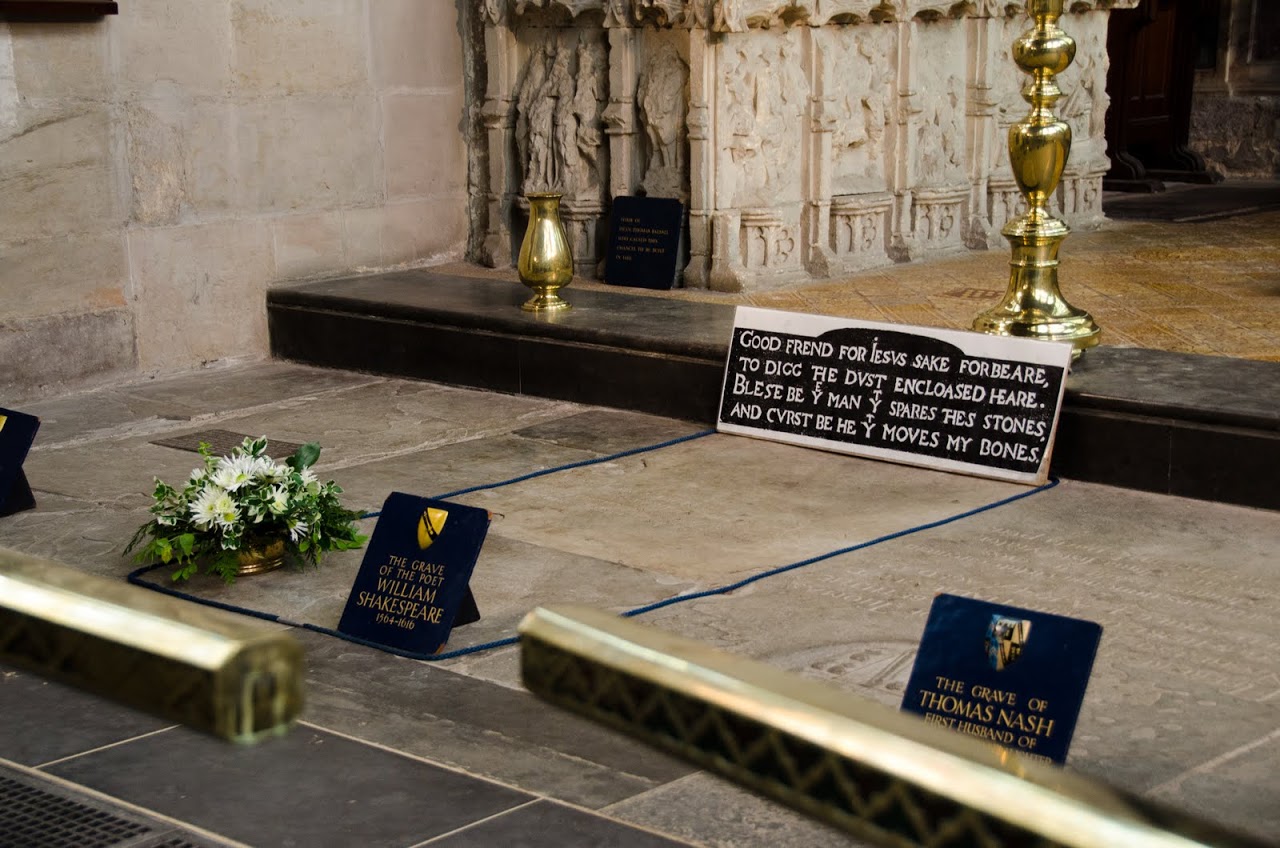 GOOD FREND FOR IESVS SAKE FORBEARE,
TO DIGG THE DVST ENCLOASED HEARE.
BLESE BE Yͤ MAN Yͭ SPARES THES STONES,
AND CVRST BE HE Yͭ MOVES MY BONES.
THE GRAVE
OF THE POET
WILLIAM
SHAKESPEARE
1564-1616
THE GRAVE OF
THOMAS NASH
FIRST HUSBAND OF